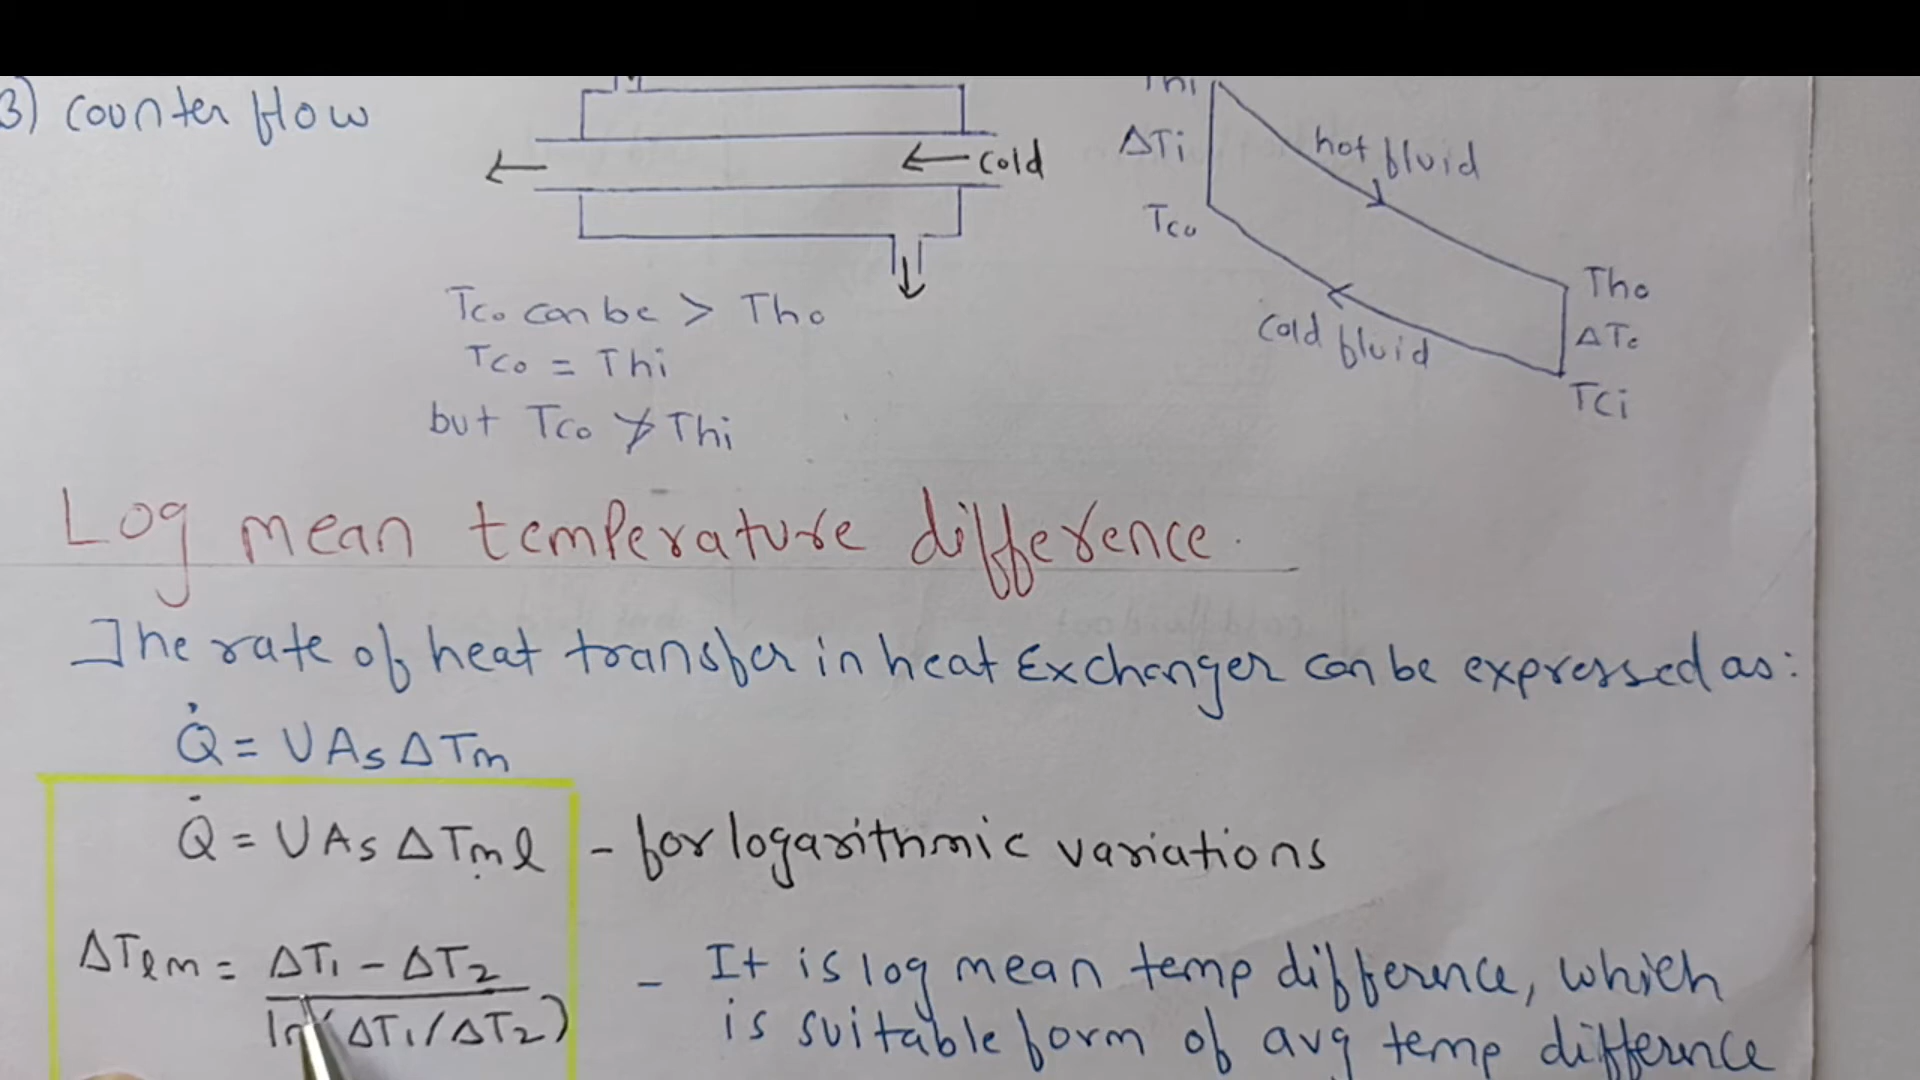 3) counter flow
Thi
ΔTi
hot fluid
← cold
Tco
Tho
ΔTo
cold fluid
Tci
Tco can be > Tho
Tco = Thi
but Tco ≯ Thi
Log mean temperature difference.
The rate of heat transfer in heat Exchanger can be expressed as:
Q̇ = UAs ΔTm
Q̇ = UAs ΔTml - for logarithmic variations
ΔTlm = ΔT1 - ΔT2
ln(ΔT1/ΔT2)
- It is log mean temp difference, which
is suitable form of avg temp difference